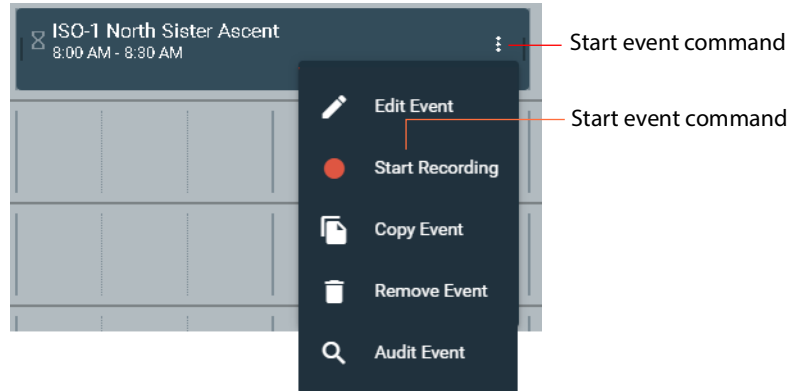 ISO-1 North Sister Ascent
8:00 AM - 8:30 AM
Start event command
Edit Event
Start event command
Start Recording
Copy Event
Remove Event
Audit Event